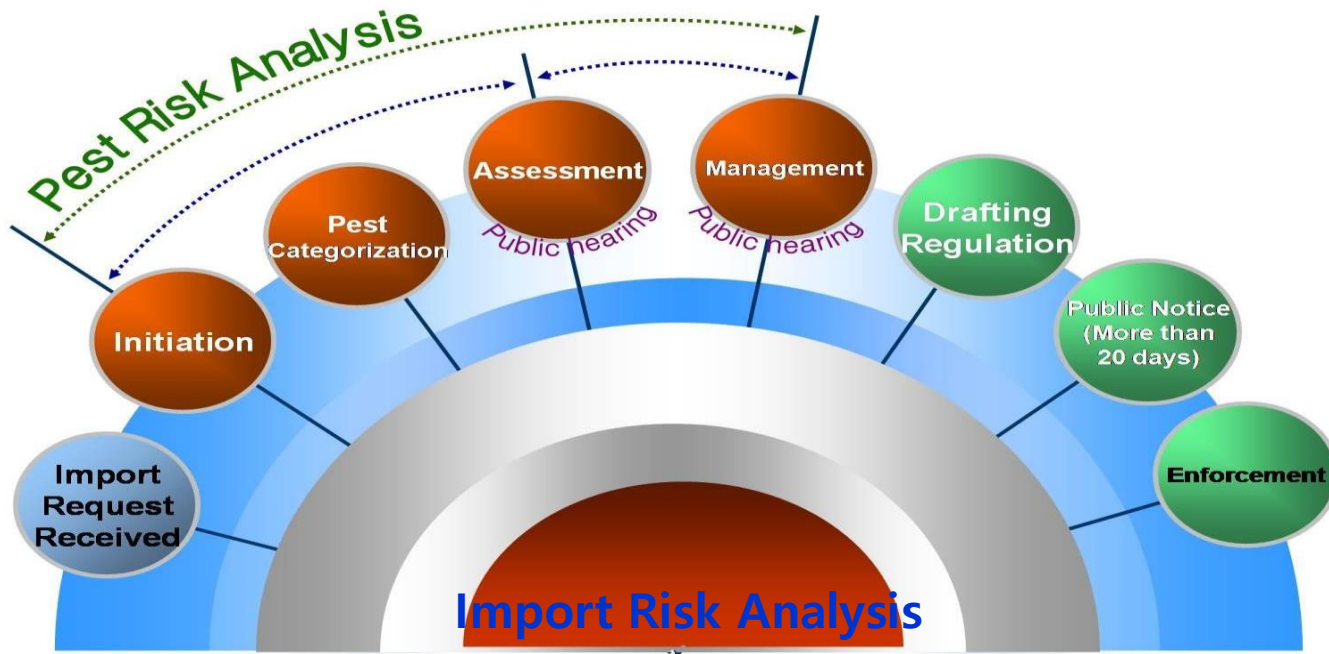 Pest Risk Analysis
Import
Request
Received
Initiation
Pest
Categorization
Assessment
Public hearing
Management
Public hearing
Drafting
Regulation
Public Notice
(More than
20 days)
Enforcement
Import Risk Analysis